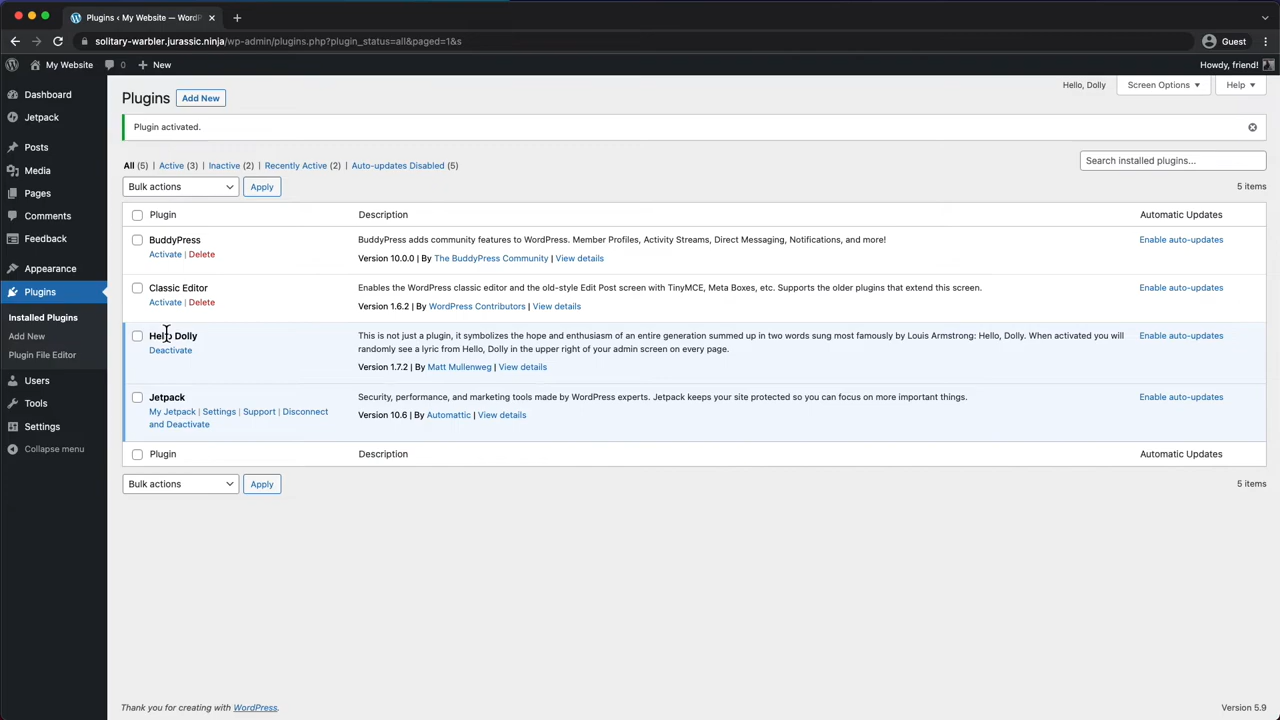 Plugins ‹ My Website — WordP
solitary-warbler.jurassic.ninja/wp-admin/plugins.php?plugin_status=all&paged=1&s
Guest
My Website 0 New
Howdy, friend!
Dashboard
Jetpack
Posts
Media
Pages
Comments
Feedback
Appearance
Plugins
Installed Plugins
Add New
Plugin File Editor
Users
Tools
Settings
Collapse menu
Hello, Dolly
Screen Options
Help
Plugins Add New
Plugin activated.
All (5) | Active (3) | Inactive (2) | Recently Active (2) | Auto-updates Disabled (5)
Search installed plugins...
Bulk actions Apply
5 items
Plugin Description Automatic Updates
BuddyPress
Activate | Delete
BuddyPress adds community features to WordPress. Member Profiles, Activity Streams, Direct Messaging, Notifications, and more!
Version 10.0.0 | By The BuddyPress Community | View details
Enable auto-updates
Classic Editor
Activate | Delete
Enables the WordPress classic editor and the old-style Edit Post screen with TinyMCE, Meta Boxes, etc. Supports the older plugins that extend this screen.
Version 1.6.2 | By WordPress Contributors | View details
Enable auto-updates
Hello Dolly
Deactivate
This is not just a plugin, it symbolizes the hope and enthusiasm of an entire generation summed up in two words sung most famously by Louis Armstrong: Hello, Dolly. When activated you will
randomly see a lyric from Hello, Dolly in the upper right of your admin screen on every page.
Version 1.7.2 | By Matt Mullenweg | View details
Enable auto-updates
Jetpack
My Jetpack | Settings | Support | Disconnect
and Deactivate
Security, performance, and marketing tools made by WordPress experts. Jetpack keeps your site protected so you can focus on more important things.
Version 10.6 | By Automattic | View details
Enable auto-updates
Plugin Description Automatic Updates
Bulk actions Apply
5 items
Thank you for creating with WordPress.
Version 5.9